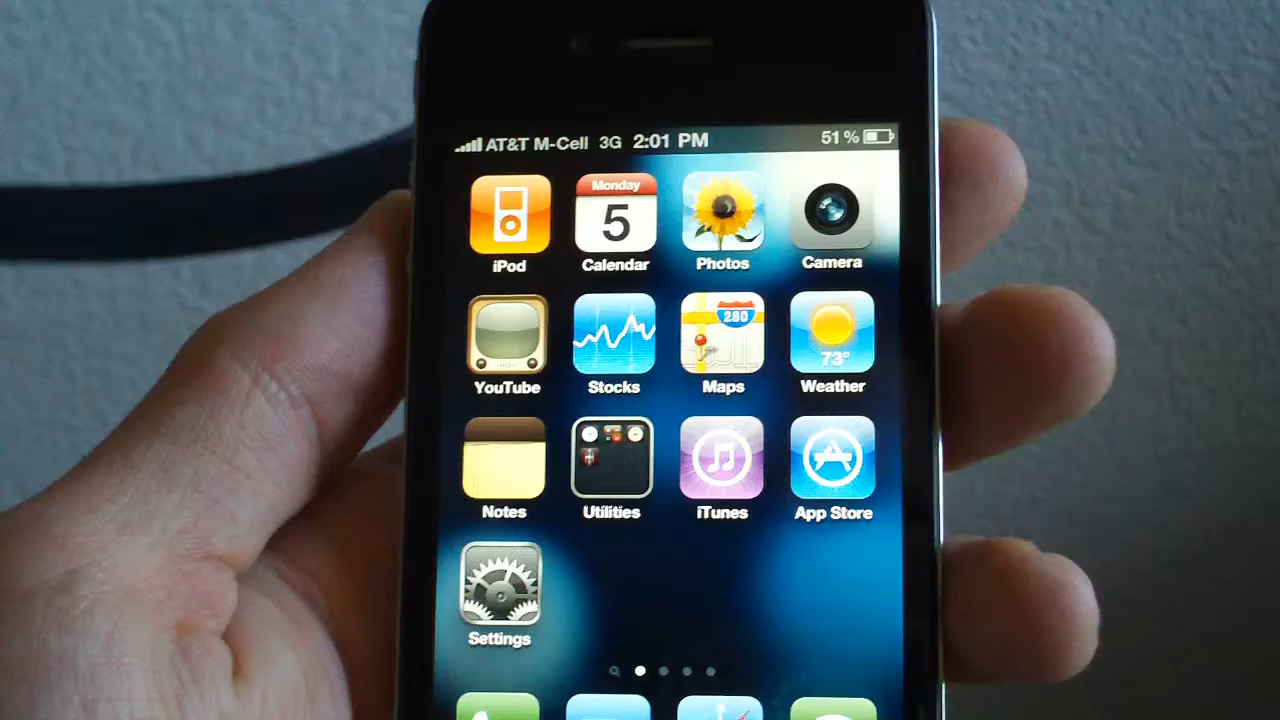 AT&T M-Cell 3G 2:01 PM 51%
Monday
5
iPod Calendar Photos Camera
280
73°
YouTube Stocks Maps Weather
Notes Utilities iTunes App Store
Settings